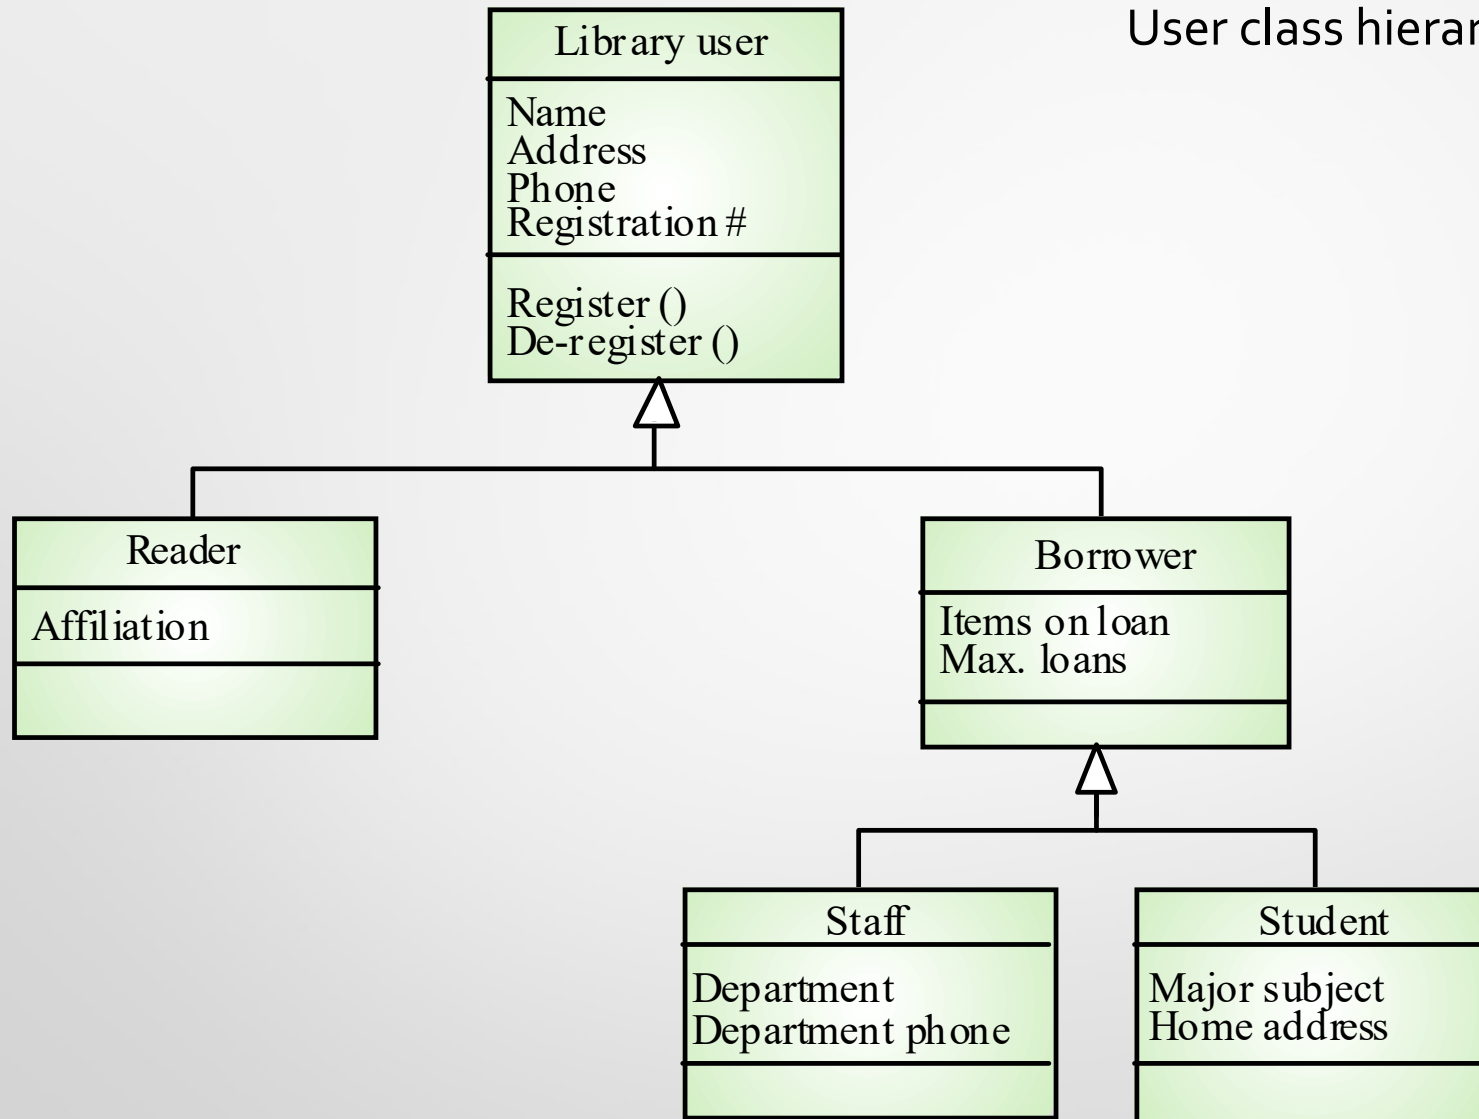 User class hierar
Library user
Name
Address
Phone
Registration #
Register ()
De-register ()
Reader
Affiliation
Borrower
Items on loan
Max. loans
Staff
Department
Department phone
Student
Major subject
Home address